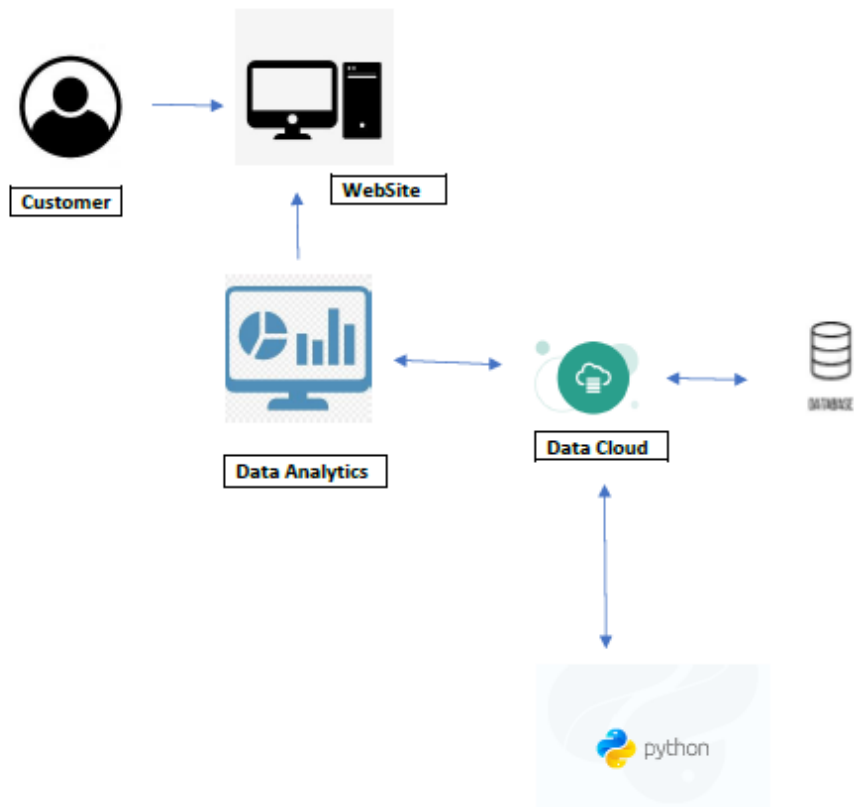 Customer
WebSite
Data Analytics
Data Cloud
DATABASE
python